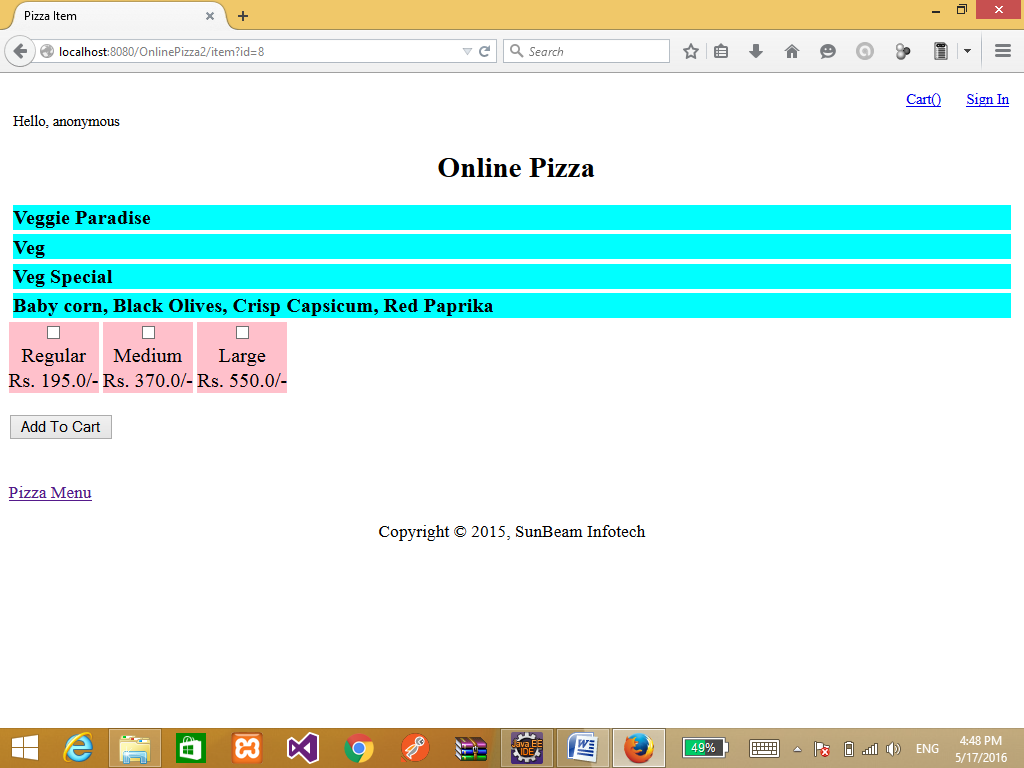 Pizza Item
localhost:8080/OnlinePizza2/item?id=8
Search
Cart() Sign In
Hello, anonymous
Online Pizza
Veggie Paradise
Veg
Veg Special
Baby corn, Black Olives, Crisp Capsicum, Red Paprika
Regular Medium Large
Rs. 195.0/- Rs. 370.0/- Rs. 550.0/-
Add To Cart
Pizza Menu
Copyright © 2015, SunBeam Infotech
Java EE
IDE
49%
ENG
4:48 PM
5/17/2016